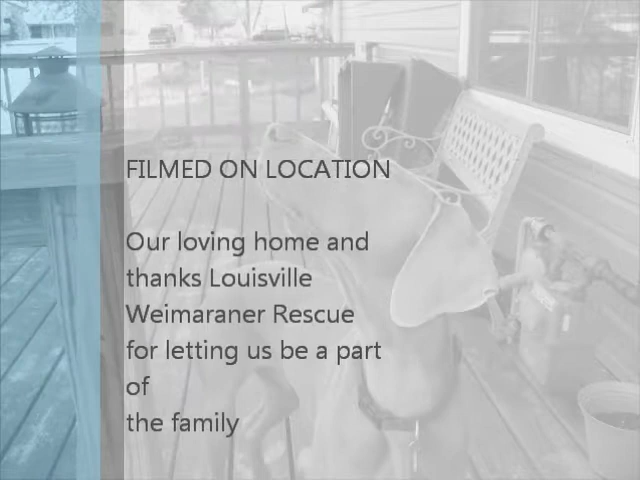 FILMED ON LOCATION
Our loving home and
thanks Louisville
Weimaraner Rescue
for letting us be a part
of
the family